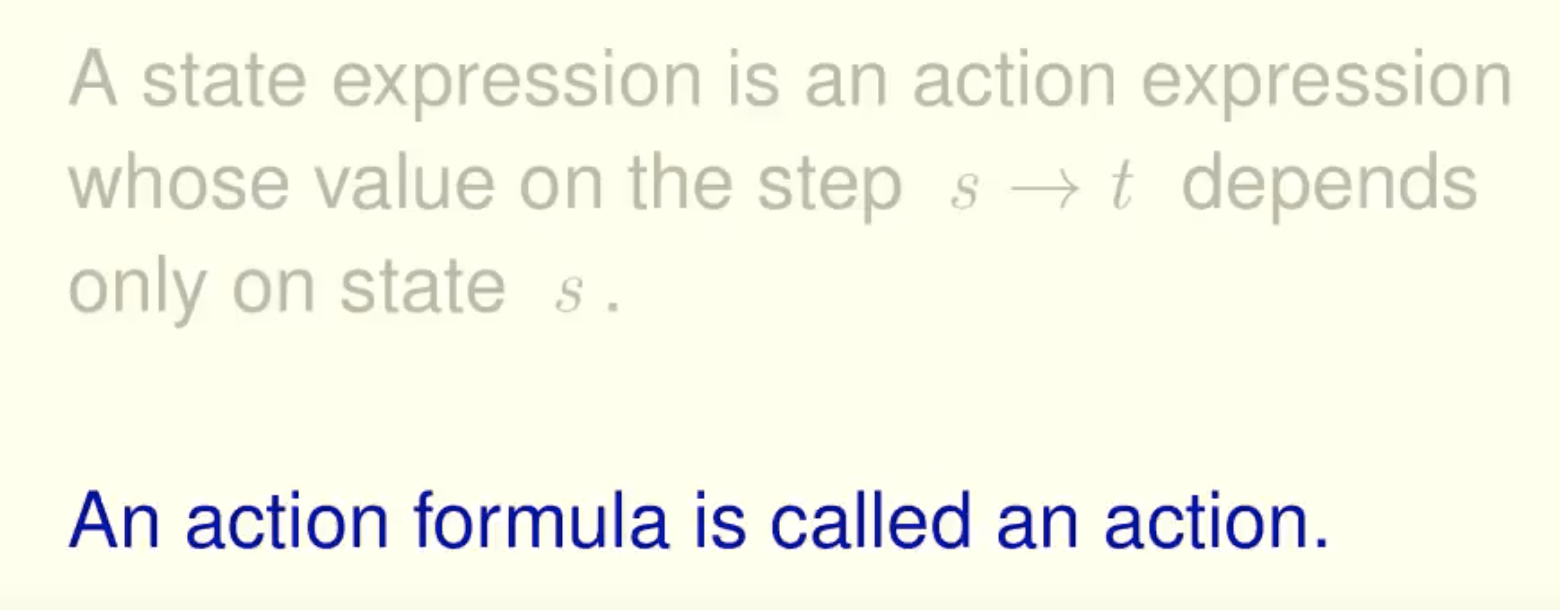 A state expression is an action expression
whose value on the step s → t depends
only on state s .
An action formula is called an action.